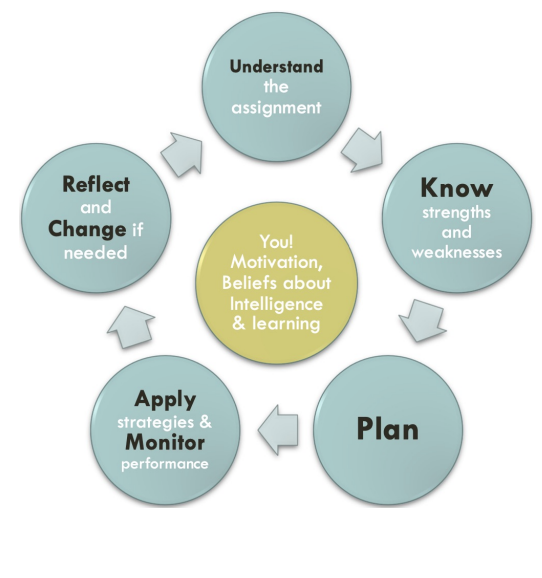 Understand
the
assignment
Know
strengths
and
weaknesses
Plan
Apply
strategies &
Monitor
performance
Reflect
and
Change if
needed
You!
Motivation,
Beliefs about
Intelligence
& learning